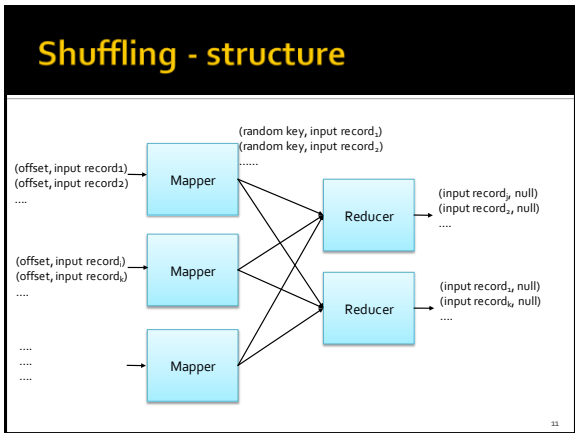 Shuffling - structure
(random key, input record₁)
(random key, input record₂)
......
(offset, input record1)
(offset, input record2)
....
Mapper
(offset, input recordᵢ)
(offset, input recordₖ)
....
Mapper
....
....
....
Mapper
Reducer
(input recordⱼ, null)
(input record₂, null)
....
Reducer
(input record₁, null)
(input recordₖ, null)
....
11